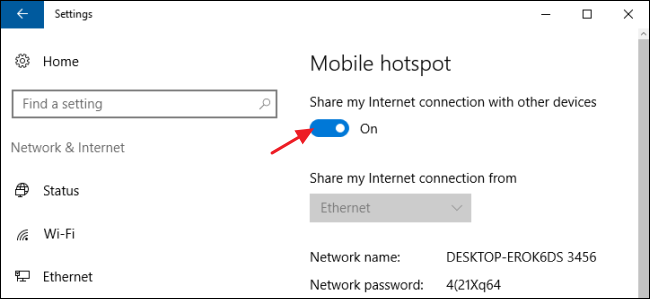 Settings
Home
Find a setting
Network & Internet
Status
Wi-Fi
Ethernet
Mobile hotspot
Share my Internet connection with other devices
On
Share my Internet connection from
Ethernet
Network name: DESKTOP-EROK6DS 3456
Network password: 4(21Xq64